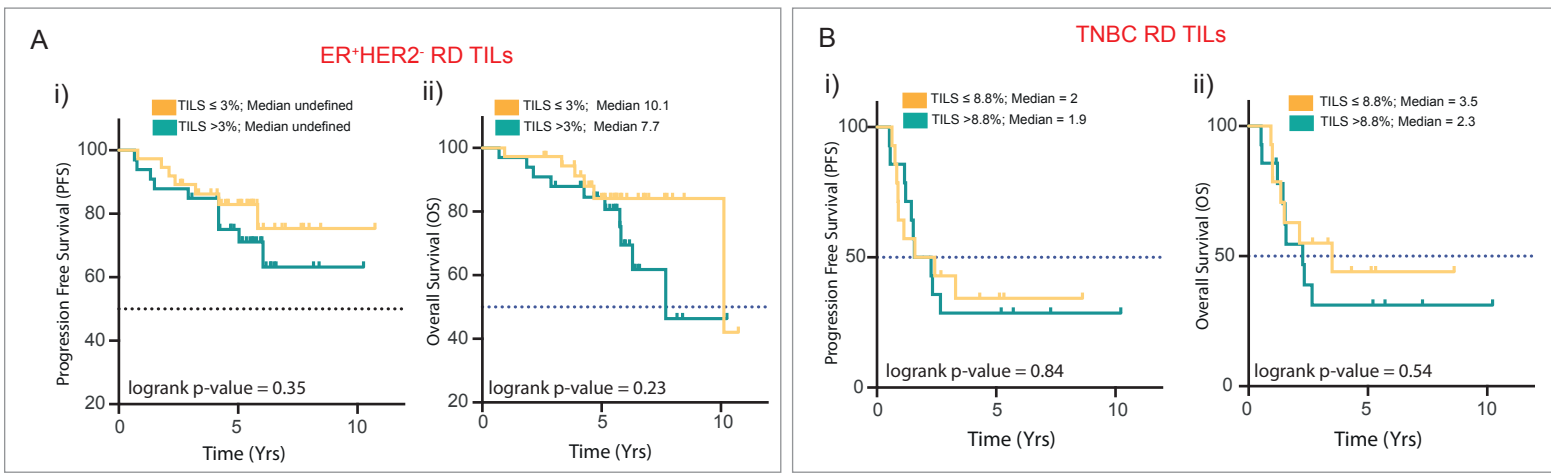 A
ER⁺HER2⁻ RD TILs
i)
TILS ≤ 3%; Median undefined
TILS >3%; Median undefined
Progression Free Survival (PFS)
100
80
60
40
20
logrank p-value = 0.35
0
5
10
Time (Yrs)
ii)
TILS ≤ 3%; Median 10.1
TILS >3%; Median 7.7
Overall Survival (OS)
100
80
60
40
20
logrank p-value = 0.23
0
5
10
Time (Yrs)
B
TNBC RD TILs
i)
TILS ≤ 8.8%; Median = 2
TILS >8.8%; Median = 1.9
Progression Free Survival (PFS)
100
50
0
logrank p-value = 0.84
0
5
10
Time (Yrs)
ii)
TILS ≤ 8.8%; Median = 3.5
TILS >8.8%; Median = 2.3
Overall Survival (OS)
100
50
0
logrank p-value = 0.54
0
5
10
Time (Yrs)